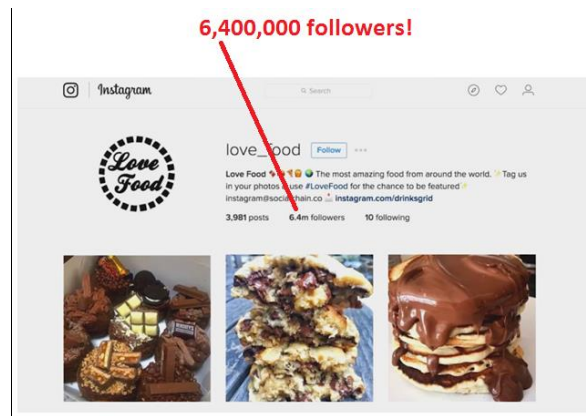 6,400,000 followers!
Instagram
Search
Love
Food
love_food Follow
Love Food The most amazing food from around the world. Tag us
in your photos & use #LoveFood for the chance to be featured
instagram@socialchain.co instagram.com/drinksgrid
3,981 posts 6.4m followers 10 following
HERSHEY'S